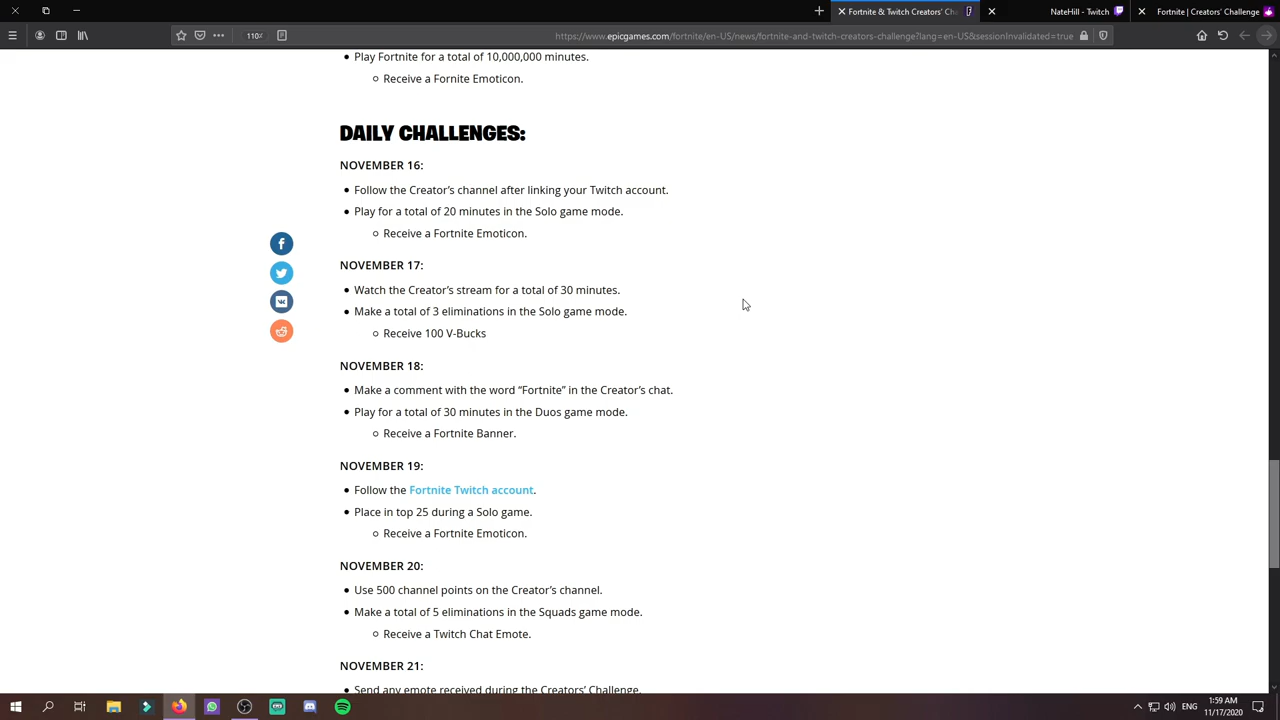 Fortnite & Twitch Creators' Cha
NateHill - Twitch
Fortnite | Creators' Challenge
110%
https://www.epicgames.com/fortnite/en-US/news/fortnite-and-twitch-creators-challenge?lang=en-US&sessionInvalidated=true
Play Fortnite for a total of 10,000,000 minutes.
Receive a Fornite Emoticon.
DAILY CHALLENGES:
NOVEMBER 16:
Follow the Creator's channel after linking your Twitch account.
Play for a total of 20 minutes in the Solo game mode.
Receive a Fortnite Emoticon.
NOVEMBER 17:
Watch the Creator's stream for a total of 30 minutes.
Make a total of 3 eliminations in the Solo game mode.
Receive 100 V-Bucks
NOVEMBER 18:
Make a comment with the word “Fortnite” in the Creator's chat.
Play for a total of 30 minutes in the Duos game mode.
Receive a Fortnite Banner.
NOVEMBER 19:
Follow the Fortnite Twitch account.
Place in top 25 during a Solo game.
Receive a Fortnite Emoticon.
NOVEMBER 20:
Use 500 channel points on the Creator's channel.
Make a total of 5 eliminations in the Squads game mode.
Receive a Twitch Chat Emote.
NOVEMBER 21:
Send any emote received during the Creators' Challenge.
ENG
1:59 AM
11/17/2020